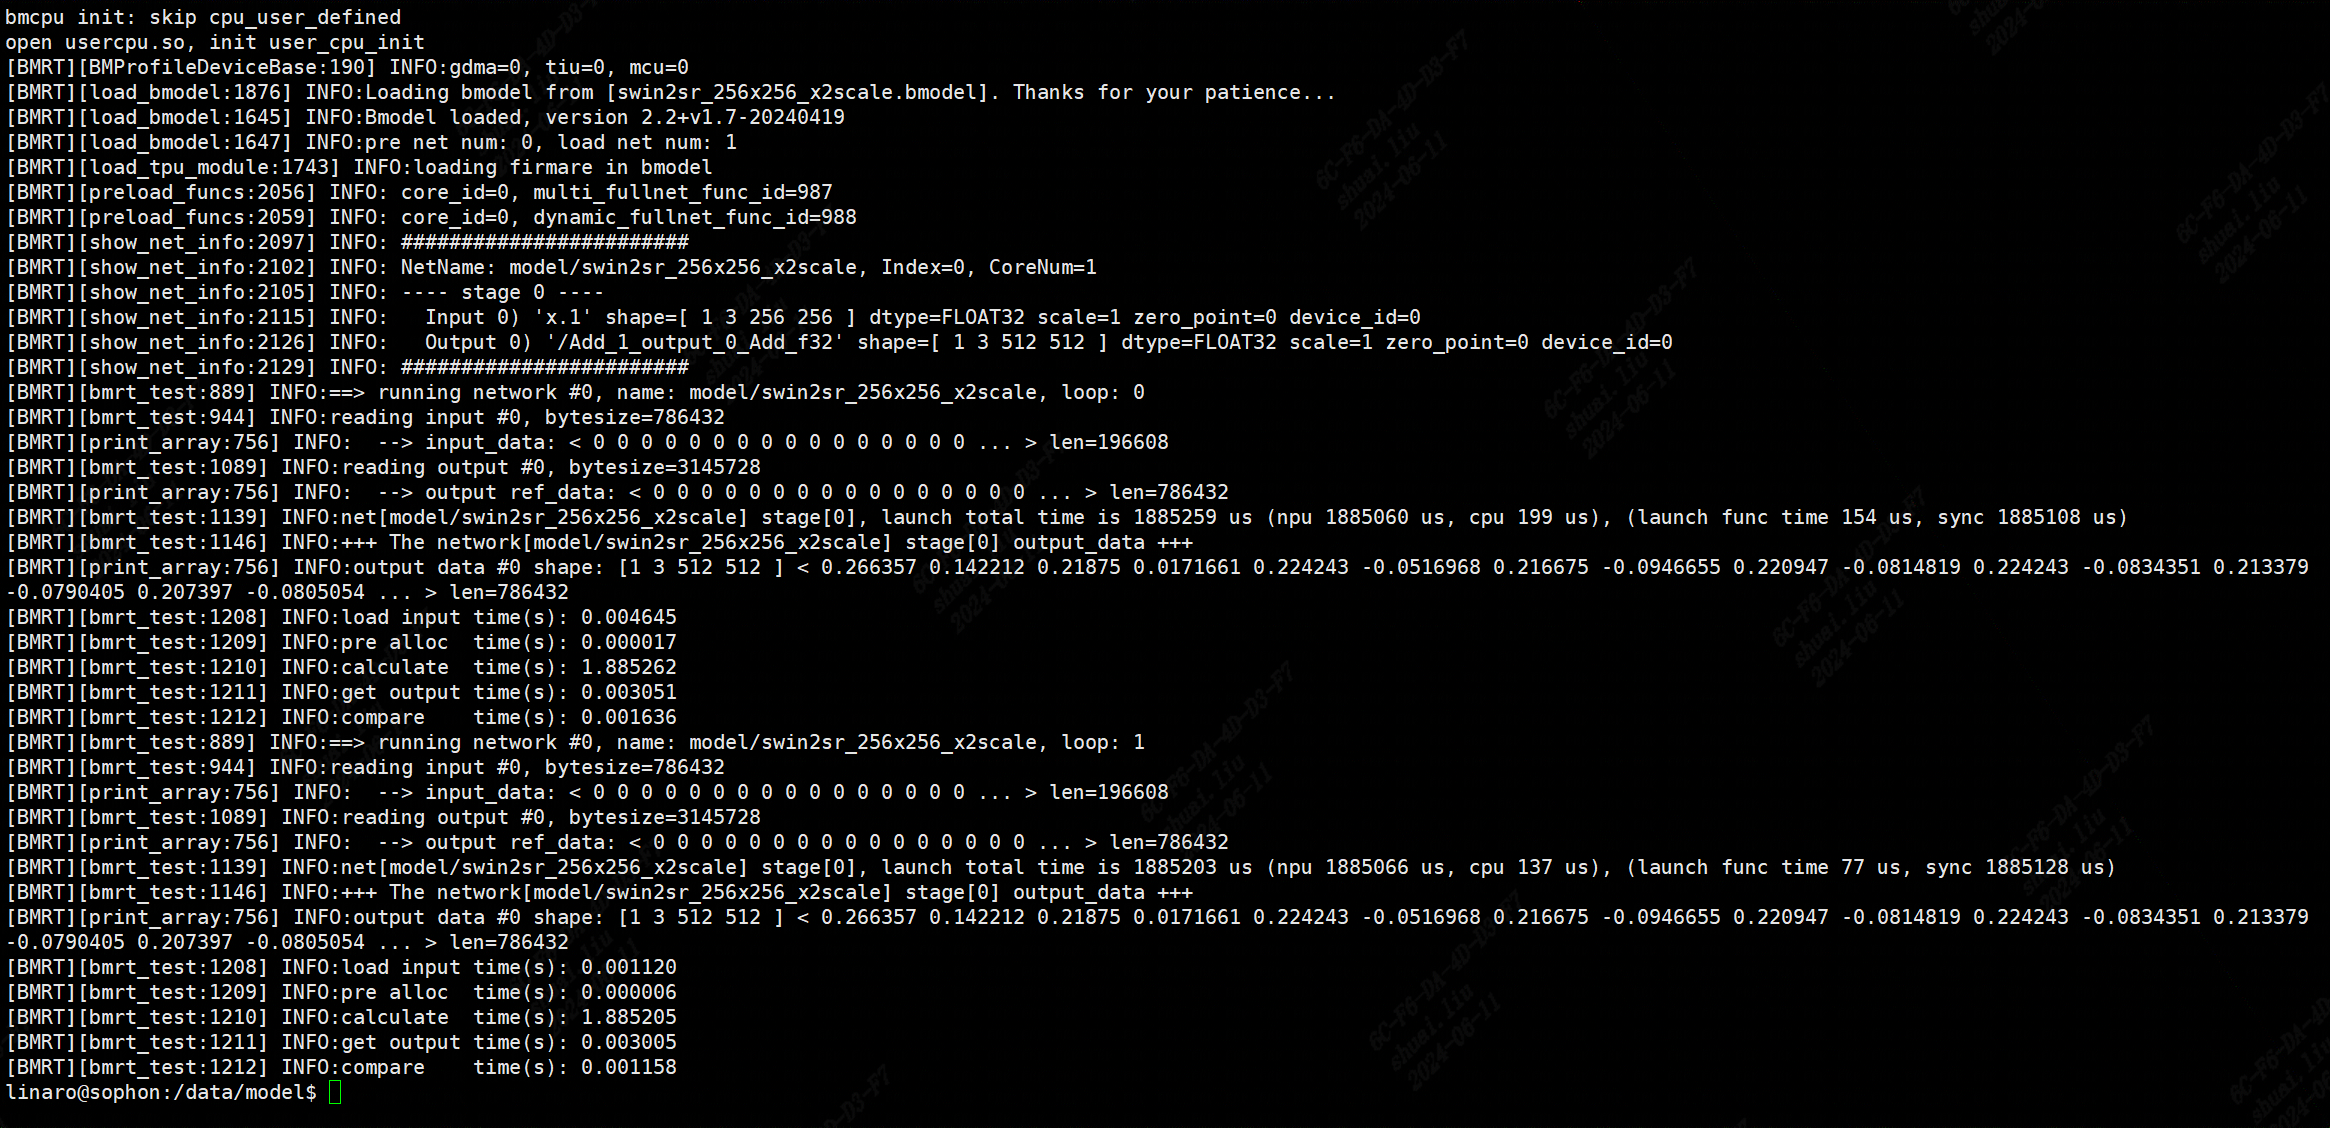 bmcpu init: skip cpu_user_defined
open usercpu.so, init user_cpu_init
[BMRT][BMProfileDeviceBase:190] INFO:gdma=0, tiu=0, mcu=0
[BMRT][load_bmodel:1876] INFO:Loading bmodel from [swin2sr_256x256_x2scale.bmodel]. Thanks for your patience...
[BMRT][load_bmodel:1645] INFO:Bmodel loaded, version 2.2+v1.7-20240419
[BMRT][load_bmodel:1647] INFO:pre net num: 0, load net num: 1
[BMRT][load_tpu_module:1743] INFO:loading firmare in bmodel
[BMRT][preload_funcs:2056] INFO: core_id=0, multi_fullnet_func_id=987
[BMRT][preload_funcs:2059] INFO: core_id=0, dynamic_fullnet_func_id=988
[BMRT][show_net_info:2097] INFO: ########################
[BMRT][show_net_info:2102] INFO: NetName: model/swin2sr_256x256_x2scale, Index=0, CoreNum=1
[BMRT][show_net_info:2105] INFO: ---- stage 0 ----
[BMRT][show_net_info:2115] INFO:   Input 0) 'x.1' shape=[ 1 3 256 256 ] dtype=FLOAT32 scale=1 zero_point=0 device_id=0
[BMRT][show_net_info:2126] INFO:   Output 0) '/Add_1_output_0_Add_f32' shape=[ 1 3 512 512 ] dtype=FLOAT32 scale=1 zero_point=0 device_id=0
[BMRT][show_net_info:2129] INFO: ########################
[BMRT][bmrt_test:889] INFO:==> running network #0, name: model/swin2sr_256x256_x2scale, loop: 0
[BMRT][bmrt_test:944] INFO:reading input #0, bytesize=786432
[BMRT][print_array:756] INFO:  --> input_data: < 0 0 0 0 0 0 0 0 0 0 0 0 0 0 0 0 ... > len=196608
[BMRT][bmrt_test:1089] INFO:reading output #0, bytesize=3145728
[BMRT][print_array:756] INFO:  --> output ref_data: < 0 0 0 0 0 0 0 0 0 0 0 0 0 0 0 0 ... > len=786432
[BMRT][bmrt_test:1139] INFO:net[model/swin2sr_256x256_x2scale] stage[0], launch total time is 1885259 us (npu 1885060 us, cpu 199 us), (launch func time 154 us, sync 1885108 us)
[BMRT][bmrt_test:1146] INFO:+++ The network[model/swin2sr_256x256_x2scale] stage[0] output_data +++
[BMRT][print_array:756] INFO:output data #0 shape: [1 3 512 512 ] < 0.266357 0.142212 0.21875 0.0171661 0.224243 -0.0516968 0.216675 -0.0946655 0.220947 -0.0814819 0.224243 -0.0834351 0.213379
-0.0790405 0.207397 -0.0805054 ... > len=786432
[BMRT][bmrt_test:1208] INFO:load input time(s): 0.004645
[BMRT][bmrt_test:1209] INFO:pre alloc  time(s): 0.000017
[BMRT][bmrt_test:1210] INFO:calculate  time(s): 1.885262
[BMRT][bmrt_test:1211] INFO:get output time(s): 0.003051
[BMRT][bmrt_test:1212] INFO:compare    time(s): 0.001636
[BMRT][bmrt_test:889] INFO:==> running network #0, name: model/swin2sr_256x256_x2scale, loop: 1
[BMRT][bmrt_test:944] INFO:reading input #0, bytesize=786432
[BMRT][print_array:756] INFO:  --> input_data: < 0 0 0 0 0 0 0 0 0 0 0 0 0 0 0 0 ... > len=196608
[BMRT][bmrt_test:1089] INFO:reading output #0, bytesize=3145728
[BMRT][print_array:756] INFO:  --> output ref_data: < 0 0 0 0 0 0 0 0 0 0 0 0 0 0 0 0 ... > len=786432
[BMRT][bmrt_test:1139] INFO:net[model/swin2sr_256x256_x2scale] stage[0], launch total time is 1885203 us (npu 1885066 us, cpu 137 us), (launch func time 77 us, sync 1885128 us)
[BMRT][bmrt_test:1146] INFO:+++ The network[model/swin2sr_256x256_x2scale] stage[0] output_data +++
[BMRT][print_array:756] INFO:output data #0 shape: [1 3 512 512 ] < 0.266357 0.142212 0.21875 0.0171661 0.224243 -0.0516968 0.216675 -0.0946655 0.220947 -0.0814819 0.224243 -0.0834351 0.213379
-0.0790405 0.207397 -0.0805054 ... > len=786432
[BMRT][bmrt_test:1208] INFO:load input time(s): 0.001120
[BMRT][bmrt_test:1209] INFO:pre alloc  time(s): 0.000006
[BMRT][bmrt_test:1210] INFO:calculate  time(s): 1.885205
[BMRT][bmrt_test:1211] INFO:get output time(s): 0.003005
[BMRT][bmrt_test:1212] INFO:compare    time(s): 0.001158
linaro@sophon:/data/model$
6C-F6-DA-4D-D3-F7
shuai.liu
2024-06-11